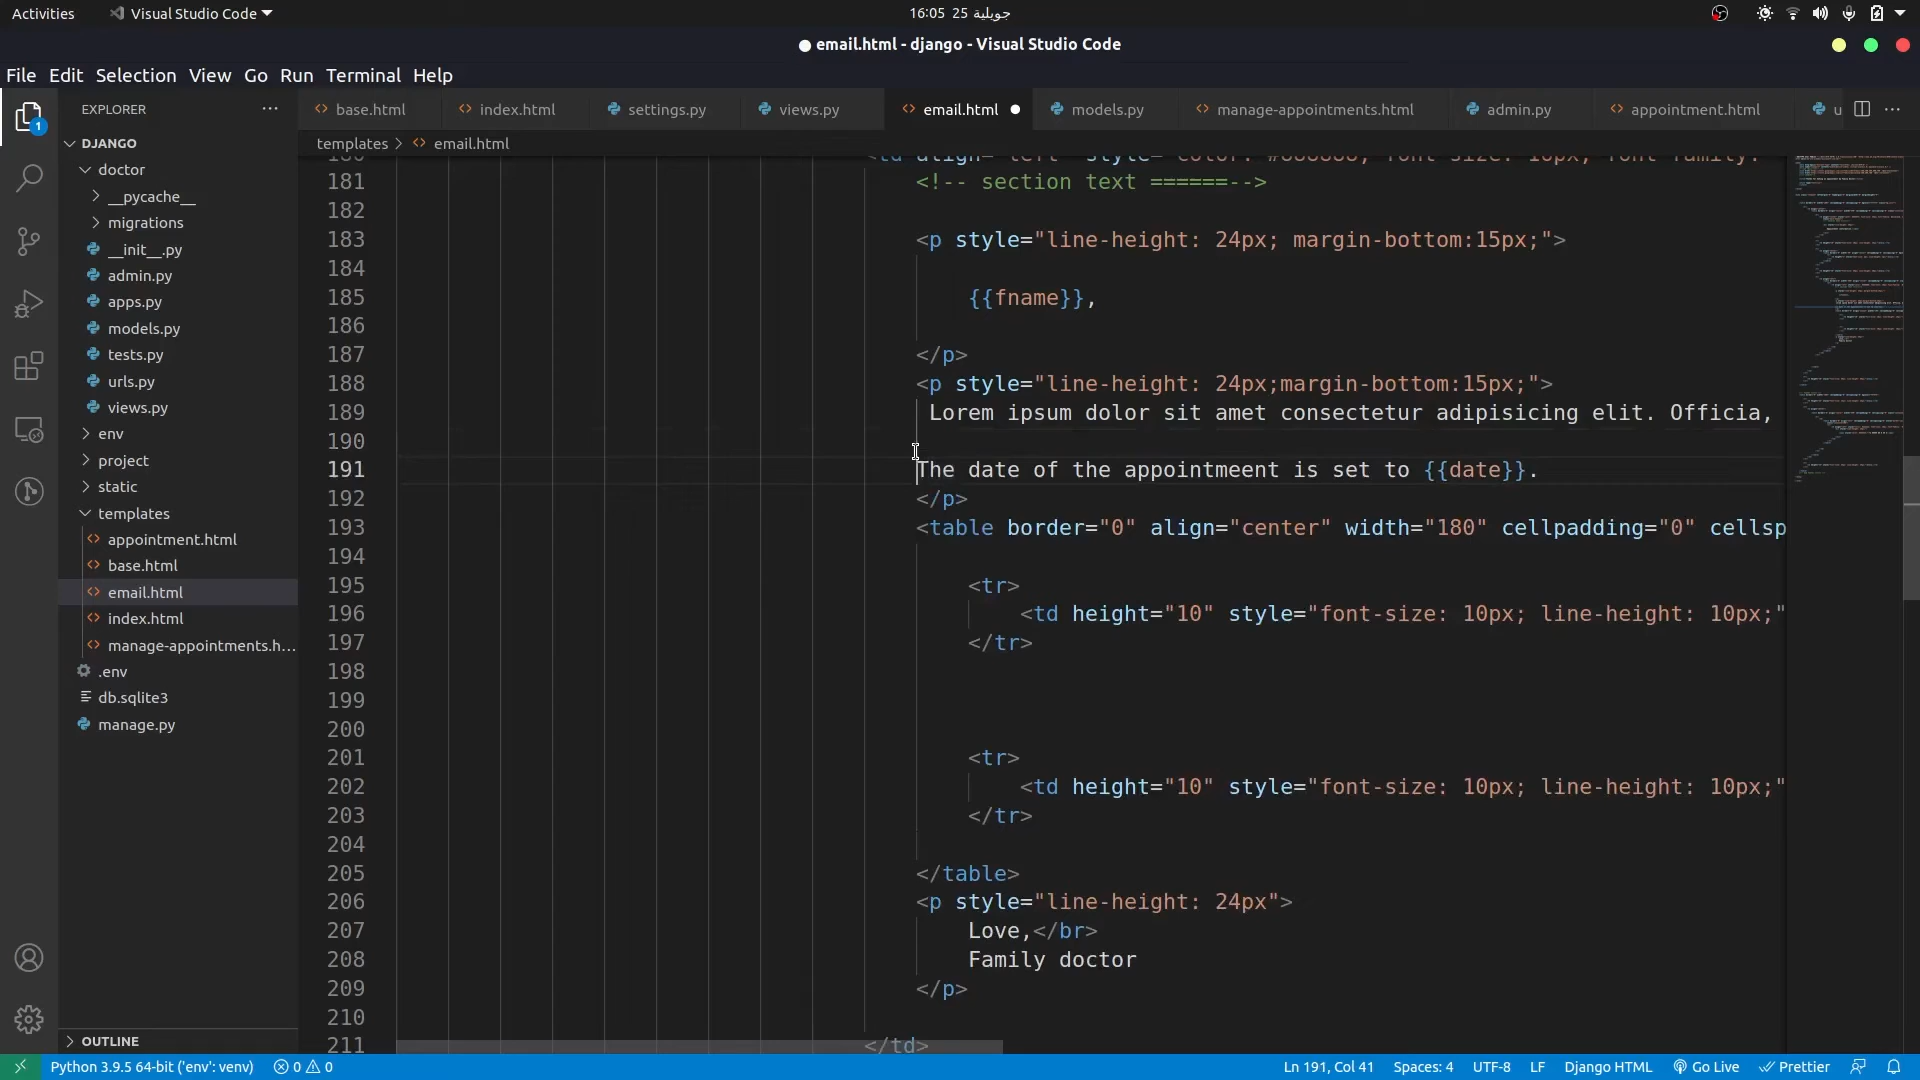 Activities Visual Studio Code 16:05 25 جويلية
email.html - django - Visual Studio Code
File Edit Selection View Go Run Terminal Help
EXPLORER ···
base.html index.html settings.py views.py email.html models.py manage-appointments.html admin.py appointment.html u ···
DJANGO
templates > email.html
doctor
__pycache__
migrations
__init__.py
admin.py
apps.py
models.py
tests.py
urls.py
views.py
env
project
static
templates
appointment.html
base.html
email.html
index.html
manage-appointments.h...
.env
db.sqlite3
manage.py
OUTLINE
181 <!-- section text ======-->
182
183 <p style="line-height: 24px; margin-bottom:15px;">
184
185 {{fname}},
186
187 </p>
188 <p style="line-height: 24px;margin-bottom:15px;">
189 Lorem ipsum dolor sit amet consectetur adipisicing elit. Officia,
190
191 The date of the appointmeent is set to {{date}}.
192 </p>
193 <table border="0" align="center" width="180" cellpadding="0" cellsp
194
195 <tr>
196 <td height="10" style="font-size: 10px; line-height: 10px;"
197 </tr>
198
199
200
201 <tr>
202 <td height="10" style="font-size: 10px; line-height: 10px;"
203 </tr>
204
205 </table>
206 <p style="line-height: 24px">
207 Love,</br>
208 Family doctor
209 </p>
210
211 </td>
Python 3.9.5 64-bit ('env': venv) 0 0 Ln 191, Col 41 Spaces: 4 UTF-8 LF Django HTML Go Live Prettier